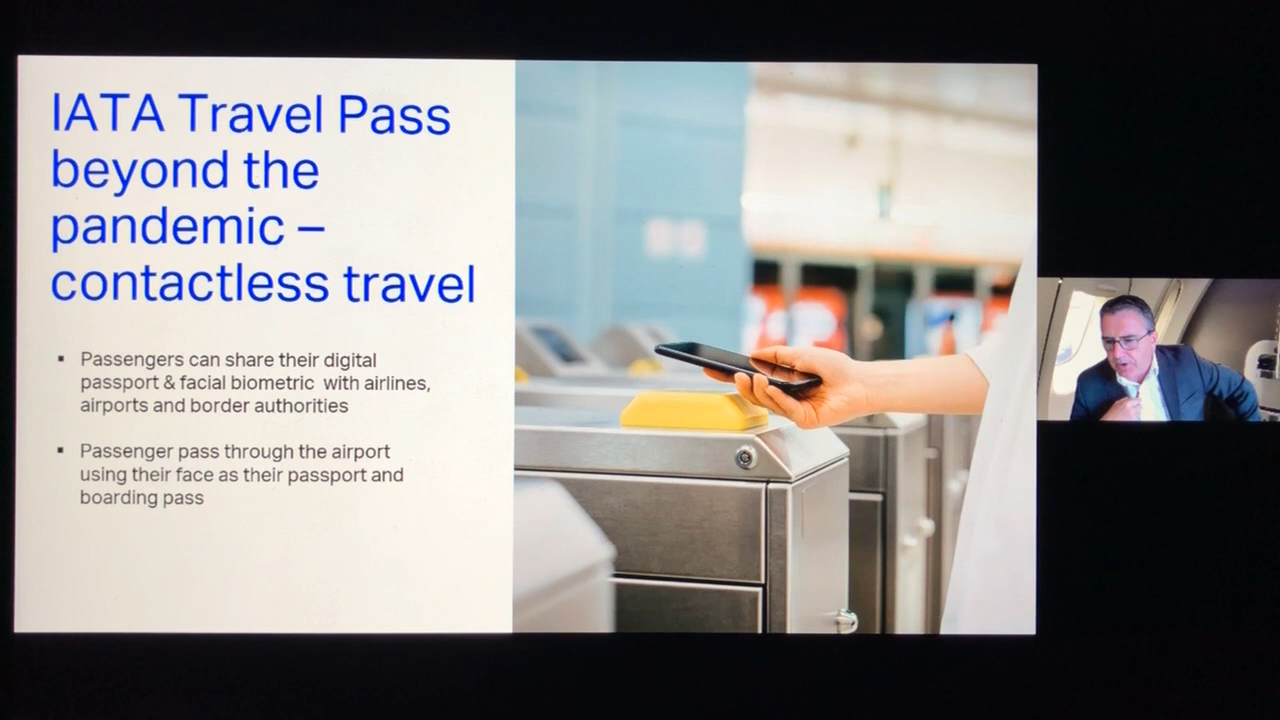 IATA Travel Pass
beyond the
pandemic –
contactless travel
▪ Passengers can share their digital
passport & facial biometric  with airlines,
airports and border authorities
▪ Passenger pass through the airport
using their face as their passport and
boarding pass